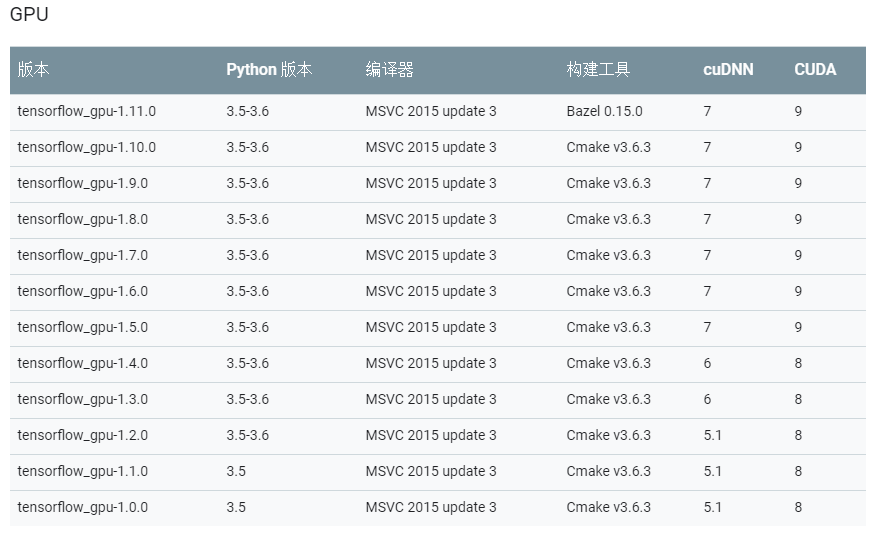 GPU
版本 Python 版本 编译器 构建工具 cuDNN CUDA
tensorflow_gpu-1.11.0 3.5-3.6 MSVC 2015 update 3 Bazel 0.15.0 7 9
tensorflow_gpu-1.10.0 3.5-3.6 MSVC 2015 update 3 Cmake v3.6.3 7 9
tensorflow_gpu-1.9.0 3.5-3.6 MSVC 2015 update 3 Cmake v3.6.3 7 9
tensorflow_gpu-1.8.0 3.5-3.6 MSVC 2015 update 3 Cmake v3.6.3 7 9
tensorflow_gpu-1.7.0 3.5-3.6 MSVC 2015 update 3 Cmake v3.6.3 7 9
tensorflow_gpu-1.6.0 3.5-3.6 MSVC 2015 update 3 Cmake v3.6.3 7 9
tensorflow_gpu-1.5.0 3.5-3.6 MSVC 2015 update 3 Cmake v3.6.3 7 9
tensorflow_gpu-1.4.0 3.5-3.6 MSVC 2015 update 3 Cmake v3.6.3 6 8
tensorflow_gpu-1.3.0 3.5-3.6 MSVC 2015 update 3 Cmake v3.6.3 6 8
tensorflow_gpu-1.2.0 3.5-3.6 MSVC 2015 update 3 Cmake v3.6.3 5.1 8
tensorflow_gpu-1.1.0 3.5 MSVC 2015 update 3 Cmake v3.6.3 5.1 8
tensorflow_gpu-1.0.0 3.5 MSVC 2015 update 3 Cmake v3.6.3 5.1 8